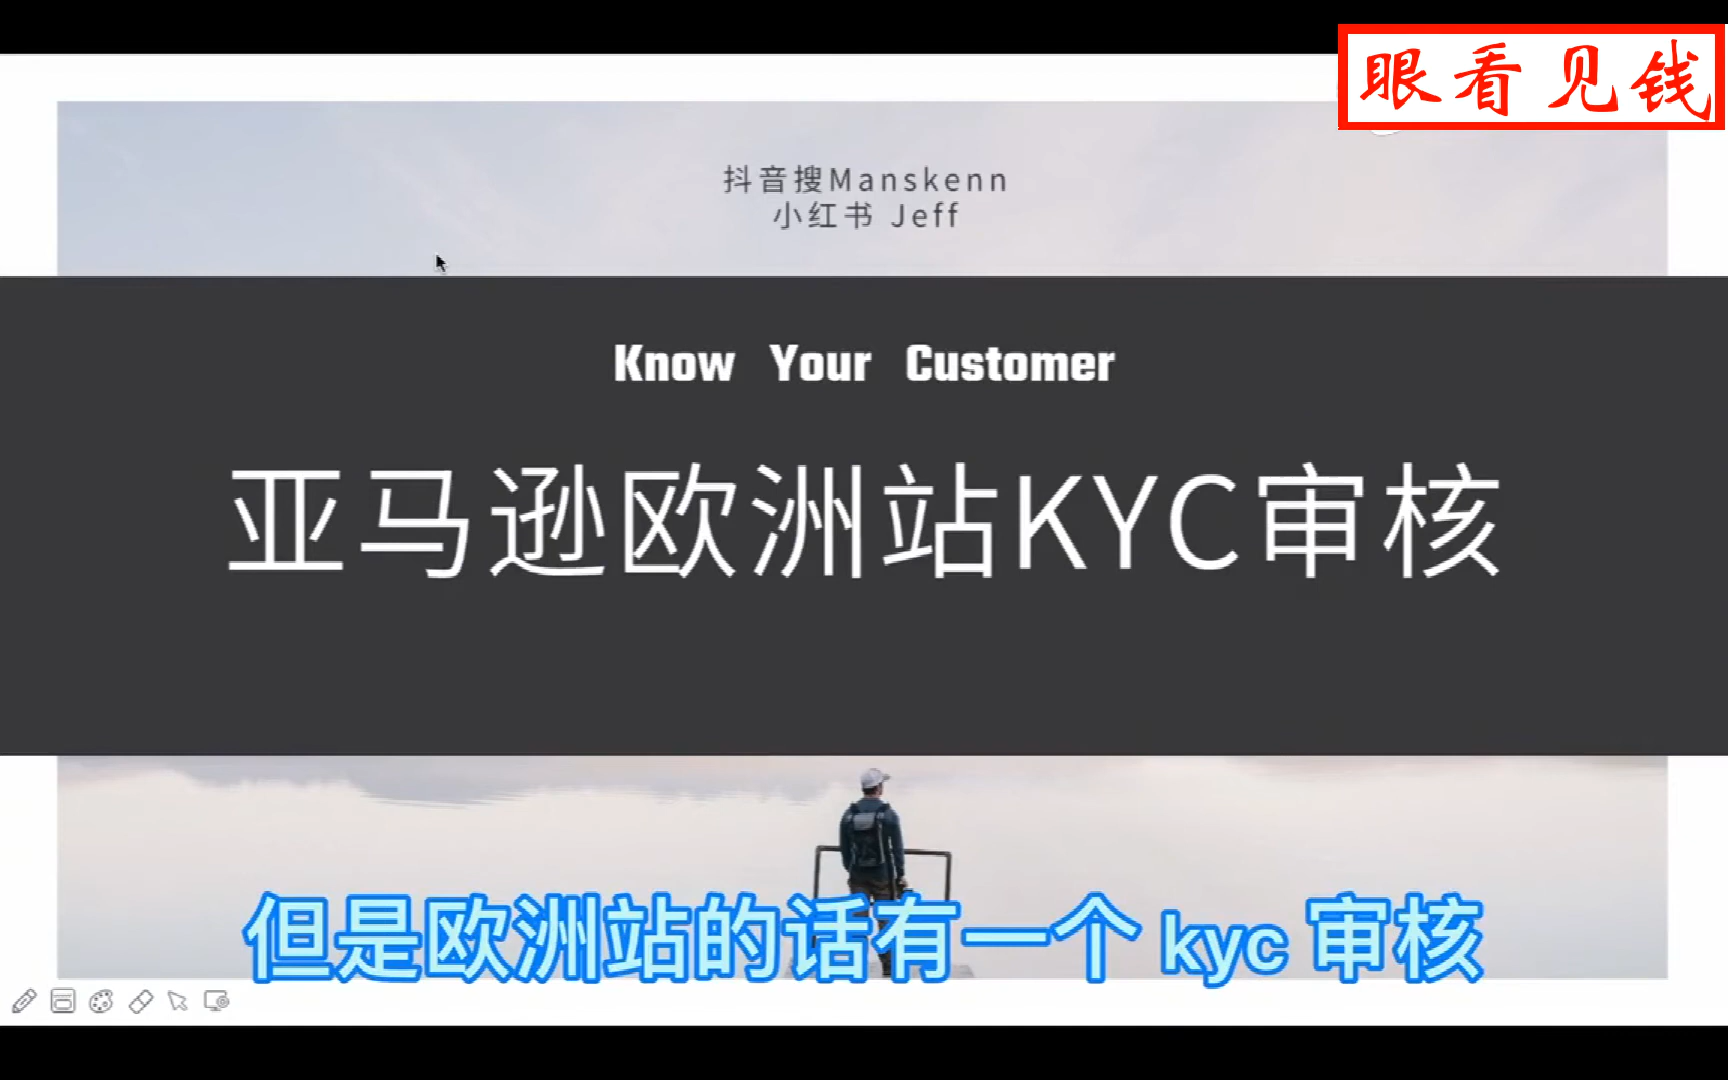 眼看见钱
抖音搜Manskenn
小红书 Jeff
Know Your Customer
亚马逊欧洲站KYC审核
但是欧洲站的话有一个 kyc 审核